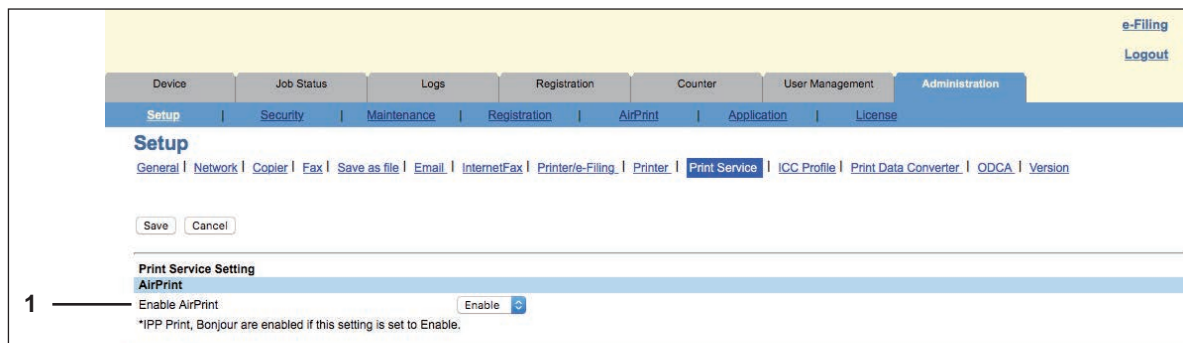 e-Filing
Logout
Device Job Status Logs Registration Counter User Management Administration
Setup | Security | Maintenance | Registration | AirPrint | Application | License
Setup
General | Network | Copier | Fax | Save as file | Email | InternetFax | Printer/e-Filing | Printer | Print Service | ICC Profile | Print Data Converter | ODCA | Version
Save Cancel
Print Service Setting
AirPrint
1 Enable AirPrint Enable
*IPP Print, Bonjour are enabled if this setting is set to Enable.